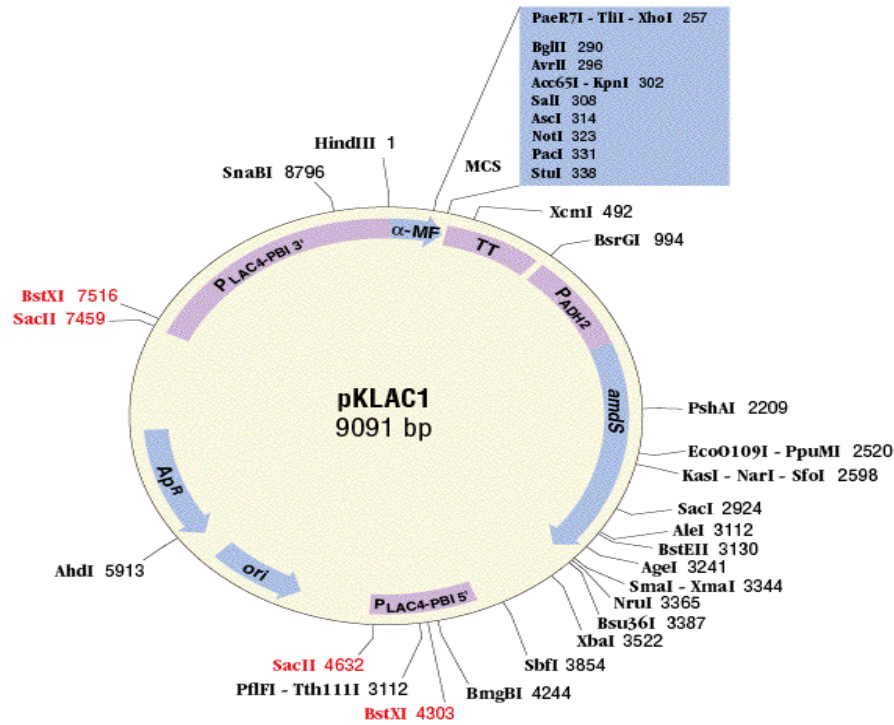 PaeR7I - TliI - XhoI 257
BglII 290
AvrII 296
Acc65I - KpnI 302
SalI 308
AscI 314
NotI 323
PacI 331
StuI 338
HindIII 1
MCS
SnaBI 8796
XcmI 492
BsrGI 994
α-MF
TT
PLAC4-PBI 3'
PADH2
BstXI 7516
SacII 7459
pKLAC1
9091 bp
amdS
PshAI 2209
EcoO109I - PpuMI 2520
KasI - NarI - SfoI 2598
ApR
SacI 2924
AleI 3112
BstEII 3130
AhdI 5913
AgeI 3241
ori
SmaI - XmaI 3344
NruI 3365
PLAC4-PBI 5'
Bsu36I 3387
XbaI 3522
SacII 4632
SbfI 3854
PflFI - Tth111I 3112
BmgBI 4244
BstXI 4303